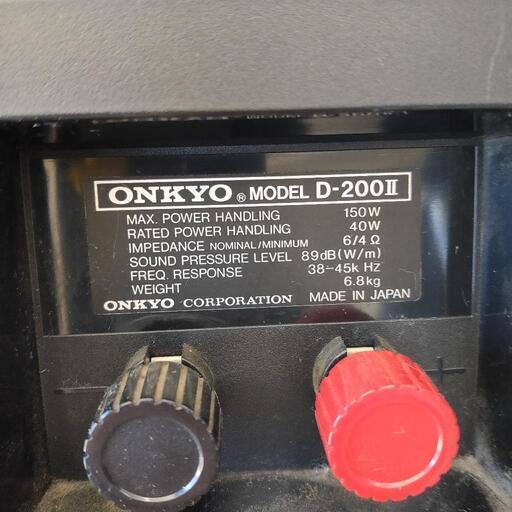 ONKYO ® MODEL D-200II
MAX. POWER HANDLING 150W
RATED POWER HANDLING 40W
IMPEDANCE NOMINAL/MINIMUM 6/4 Ω
SOUND PRESSURE LEVEL 89dB(W/m)
FREQ. RESPONSE 38-45k Hz
WEIGHT 6.8kg
ONKYO CORPORATION MADE IN JAPAN